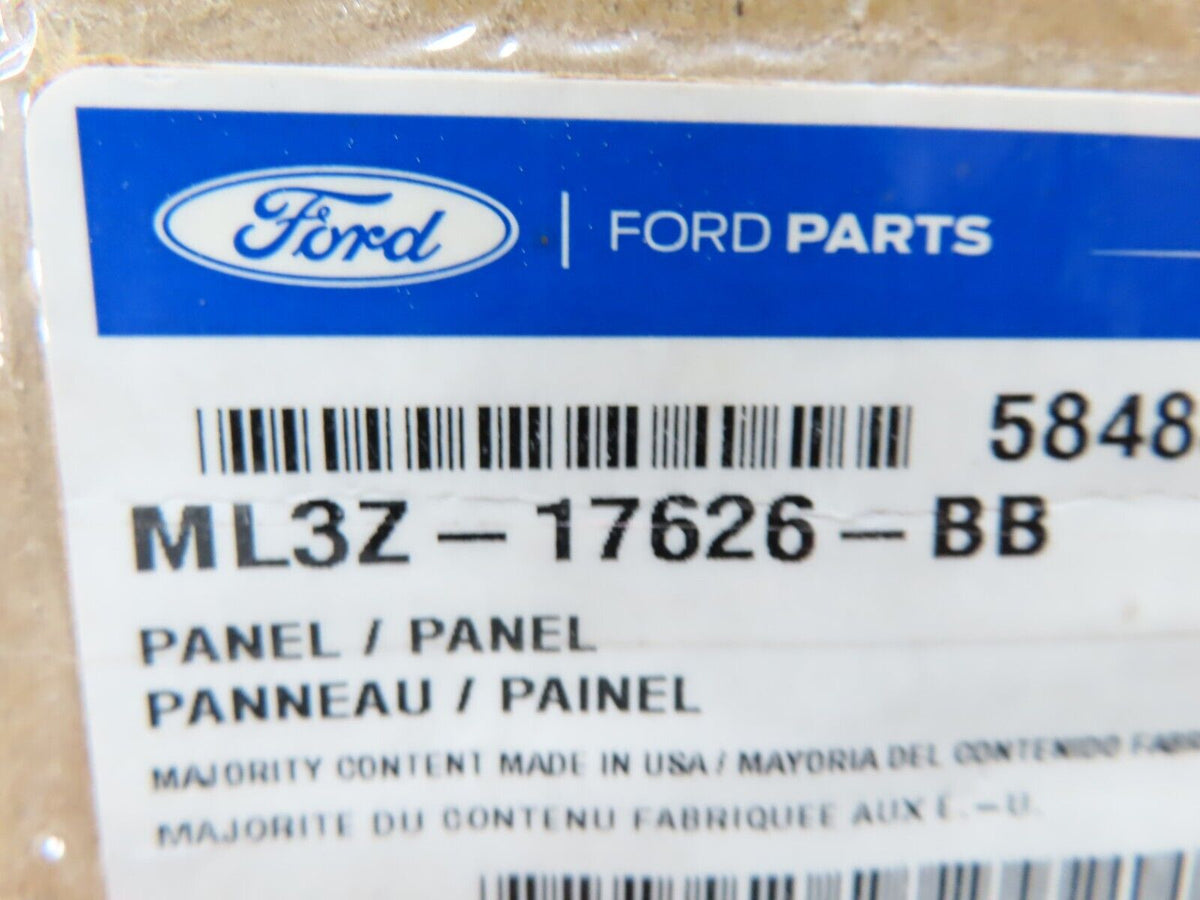 Ford | FORD PARTS
5848
ML3Z-17626-BB
PANEL / PANEL
PANNEAU / PAINEL
MAJORITY CONTENT MADE IN USA / MAYORIA DEL CONTENIDO
MAJORITE DU CONTENU FABRIQUEE AUX E.-U.